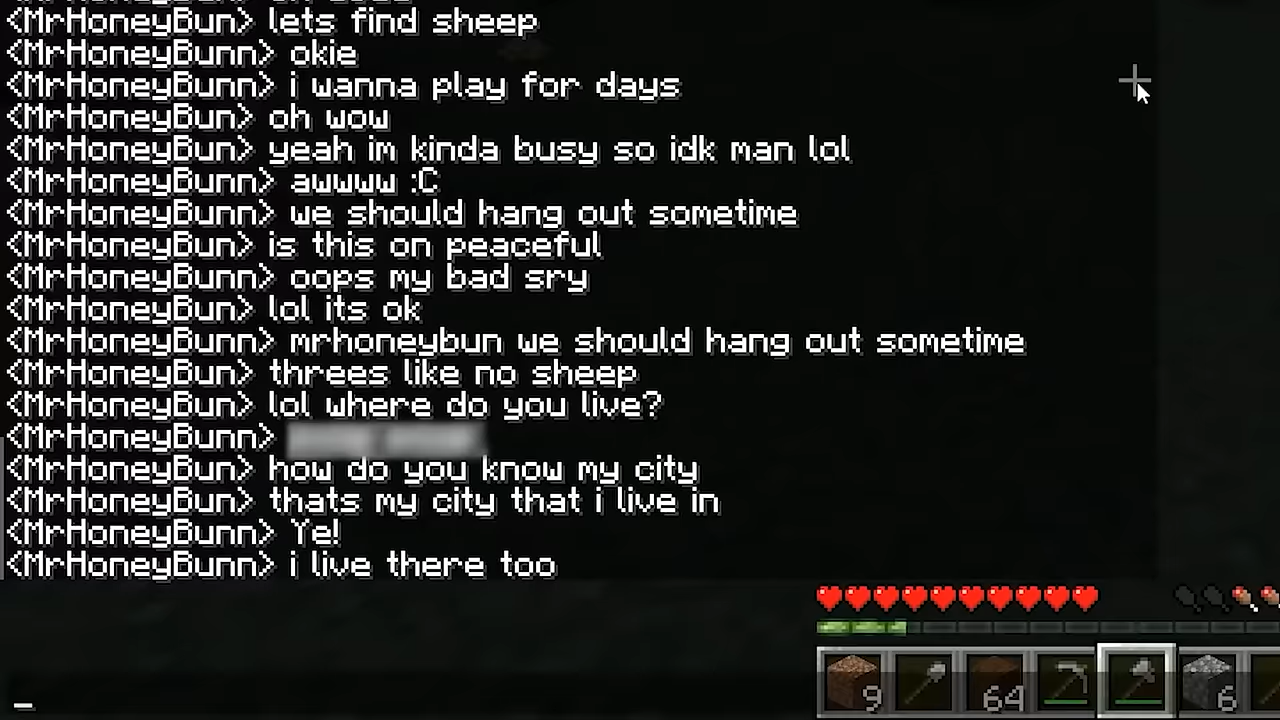 <MrHoneyBun> lets find sheep
<MrHoneyBunn> okie
<MrHoneyBunn> i wanna play for days
<MrHoneyBun> oh wow
<MrHoneyBun> yeah im kinda busy so idk man lol
<MrHoneyBunn> awwww :C
<MrHoneyBunn> we should hang out sometime
<MrHoneyBun> is this on peaceful
<MrHoneyBunn> oops my bad sry
<MrHoneyBun> lol its ok
<MrHoneyBunn> mrhoneybun we should hang out sometime
<MrHoneyBun> threes like no sheep
<MrHoneyBun> lol where do you live?
<MrHoneyBunn>
<MrHoneyBun> how do you know my city
<MrHoneyBun> thats my city that i live in
<MrHoneyBunn> Ye!
<MrHoneyBunn> i live there too
9 64 6